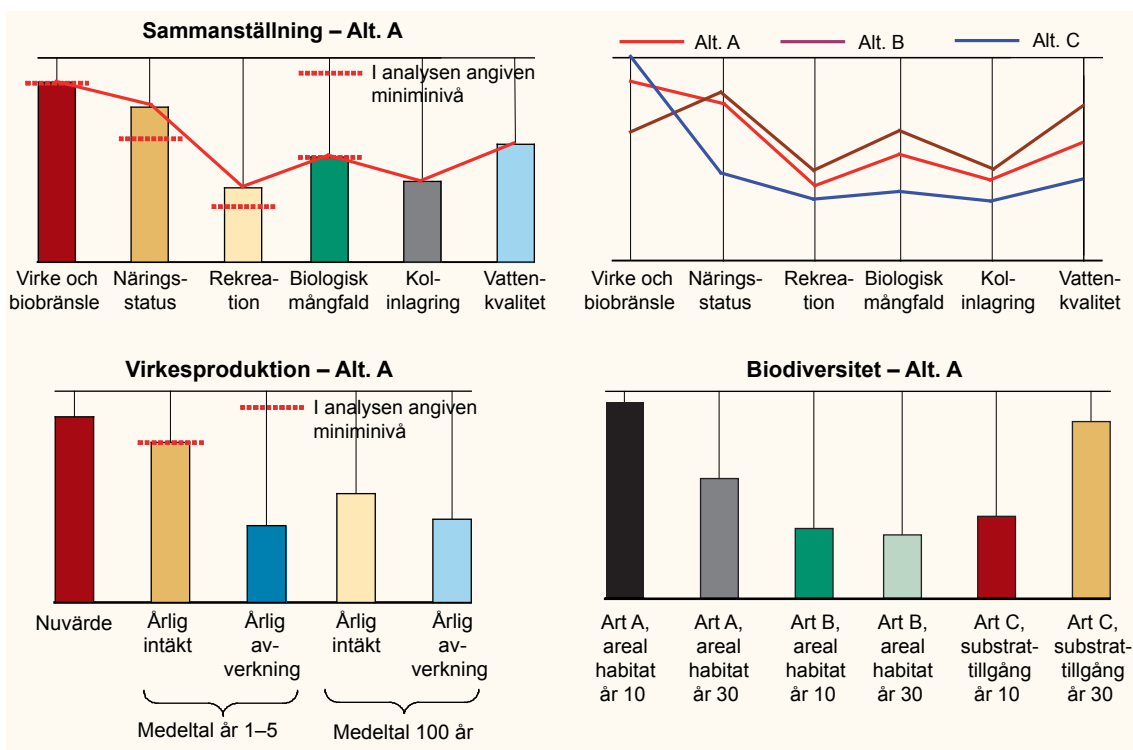 Sammanställning – Alt. A
I analysen angiven
miniminivå
Virke och
biobränsle
Närings-
status
Rekrea-
tion
Biologisk
mångfald
Kol-
inlagring
Vatten-
kvalitet
Alt. A
Alt. B
Alt. C
Virke och
biobränsle
Närings-
status
Rekrea-
tion
Biologisk
mångfald
Kol-
inlagring
Vatten-
kvalitet
Virkesproduktion – Alt. A
I analysen angiven
miniminivå
Nuvärde
Årlig
intäkt
Årlig
av-
verkning
Årlig
intäkt
Årlig
av-
verkning
Medeltal år 1–5
Medeltal 100 år
Biodiversitet – Alt. A
Art A,
areal
habitat
år 10
Art A,
areal
habitat
år 30
Art B,
areal
habitat
år 10
Art B,
areal
habitat
år 30
Art C,
substrat-
tillgång
år 10
Art C,
substrat-
tillgång
år 30